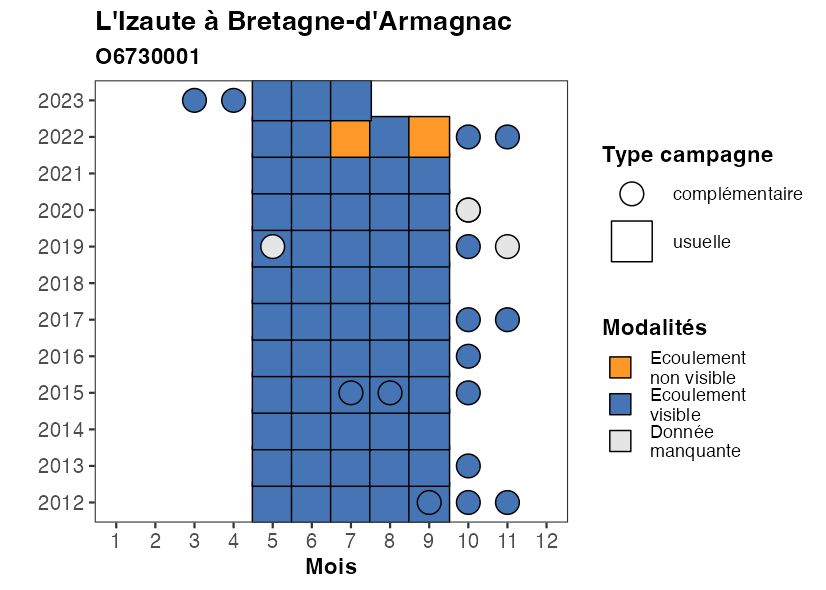 L'Izaute à Bretagne-d'Armagnac
O6730001
2023
2022
2021
2020
2019
2018
2017
2016
2015
2014
2013
2012
1 2 3 4 5 6 7 8 9 10 11 12
Mois
Type campagne
complémentaire
usuelle
Modalités
Ecoulement
non visible
Ecoulement
visible
Donnée
manquante